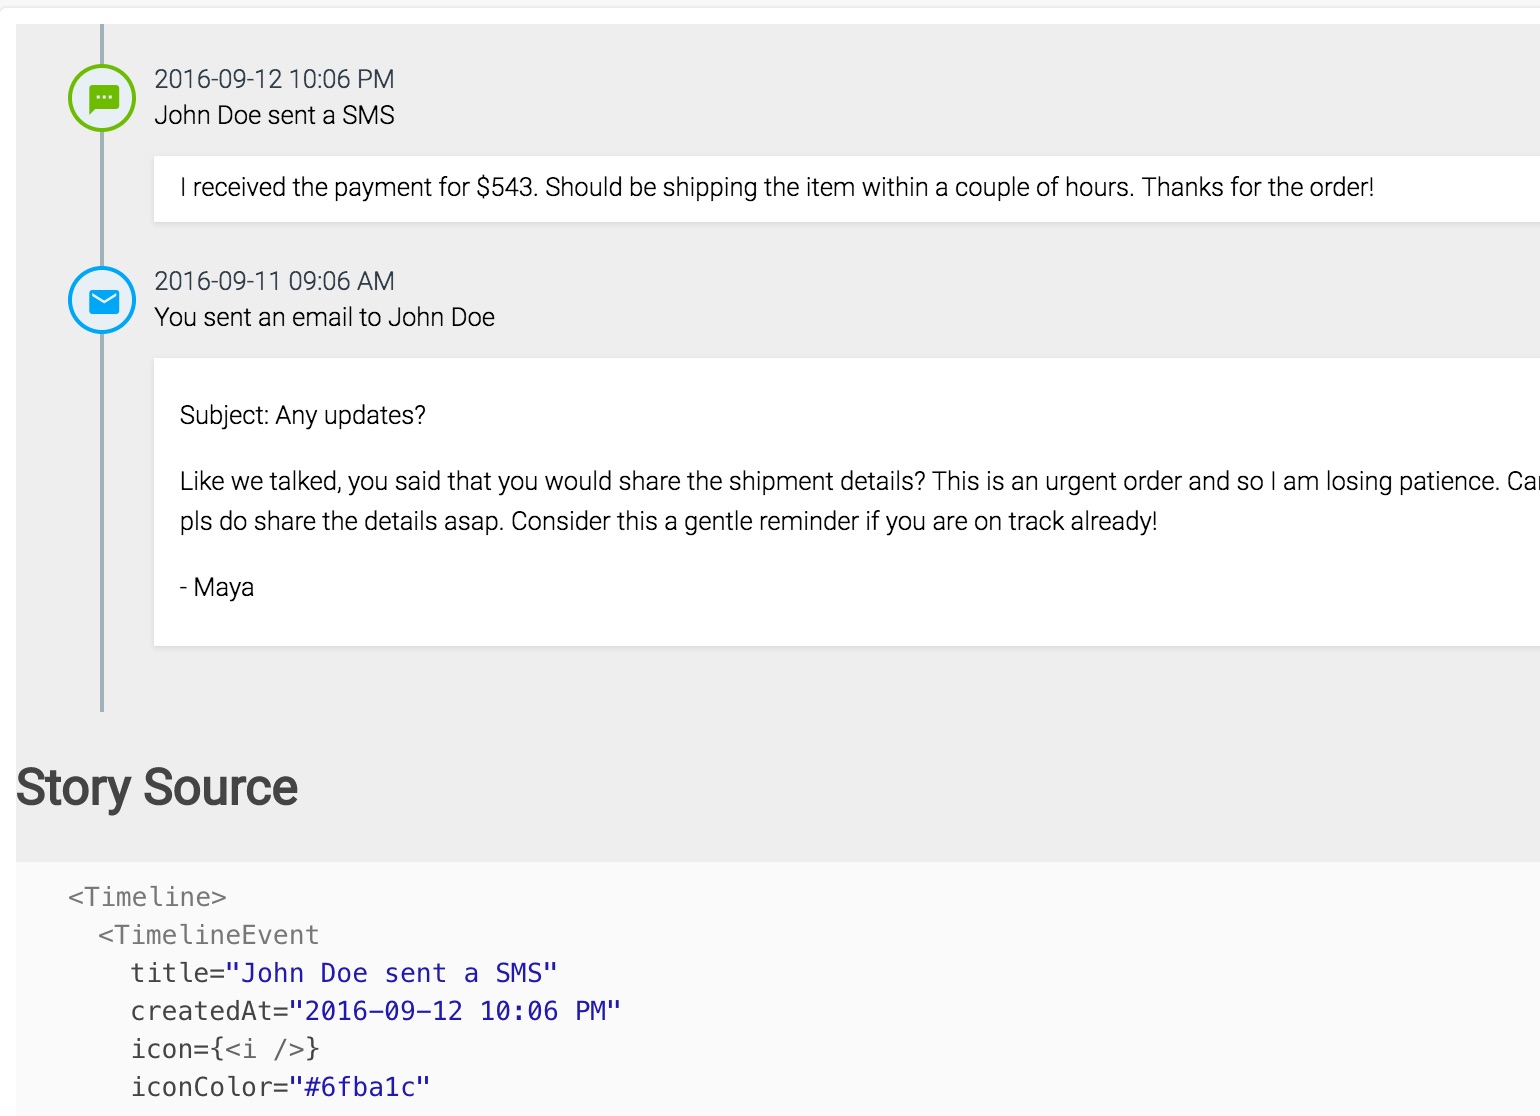 2016-09-12 10:06 PM
John Doe sent a SMS
I received the payment for $543. Should be shipping the item within a couple of hours. Thanks for the order!
2016-09-11 09:06 AM
You sent an email to John Doe
Subject: Any updates?
Like we talked, you said that you would share the shipment details? This is an urgent order and so I am losing patience.
pls do share the details asap. Consider this a gentle reminder if you are on track already!
- Maya
Story Source
<Timeline>
<TimelineEvent
title="John Doe sent a SMS"
createdAt="2016-09-12 10:06 PM"
icon={<i />}
iconColor="#6fba1c"